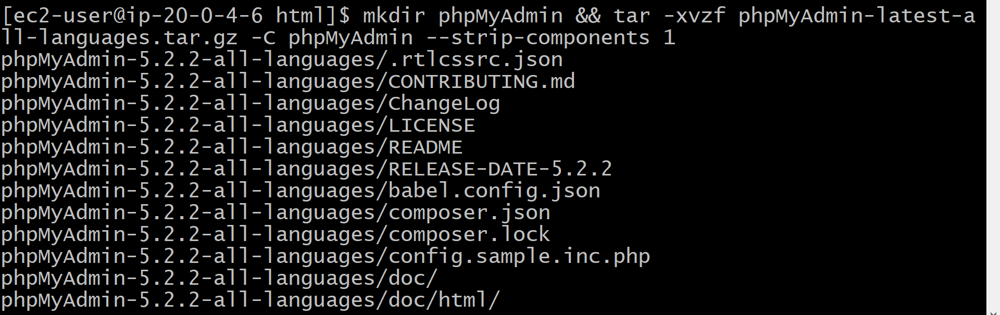 [ec2-user@ip-20-0-4-6 html]$ mkdir phpMyAdmin && tar -xvzf phpMyAdmin-latest-a
ll-languages.tar.gz -C phpMyAdmin --strip-components 1
phpMyAdmin-5.2.2-all-languages/.rtlcssrc.json
phpMyAdmin-5.2.2-all-languages/CONTRIBUTING.md
phpMyAdmin-5.2.2-all-languages/ChangeLog
phpMyAdmin-5.2.2-all-languages/LICENSE
phpMyAdmin-5.2.2-all-languages/README
phpMyAdmin-5.2.2-all-languages/RELEASE-DATE-5.2.2
phpMyAdmin-5.2.2-all-languages/babel.config.json
phpMyAdmin-5.2.2-all-languages/composer.json
phpMyAdmin-5.2.2-all-languages/composer.lock
phpMyAdmin-5.2.2-all-languages/config.sample.inc.php
phpMyAdmin-5.2.2-all-languages/doc/
phpMyAdmin-5.2.2-all-languages/doc/html/